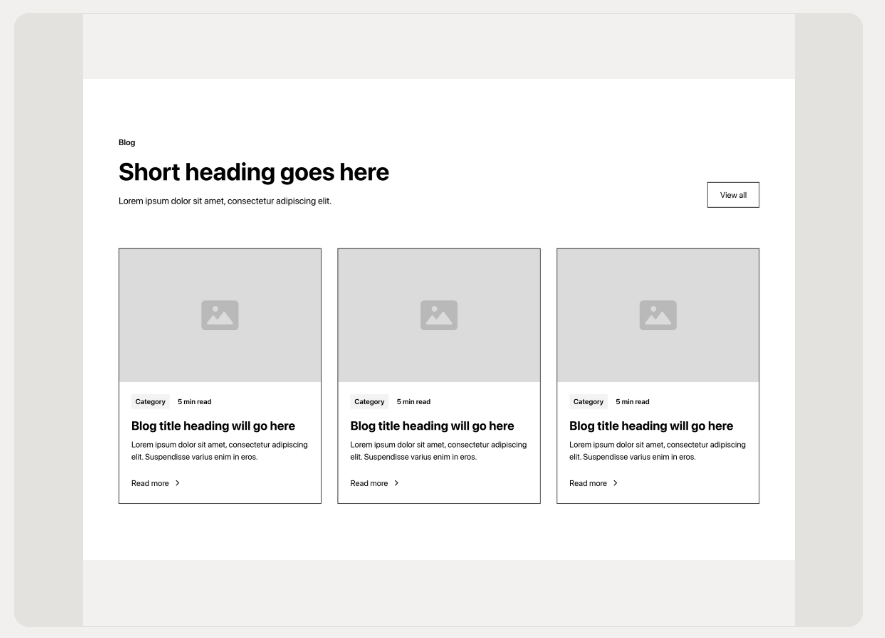 Blog
Short heading goes here
Lorem ipsum dolor sit amet, consectetur adipiscing elit.
View all
Category 5 min read
Blog title heading will go here
Lorem ipsum dolor sit amet, consectetur adipiscing
elit. Suspendisse varius enim in eros.
Read more
Category 5 min read
Blog title heading will go here
Lorem ipsum dolor sit amet, consectetur adipiscing
elit. Suspendisse varius enim in eros.
Read more
Category 5 min read
Blog title heading will go here
Lorem ipsum dolor sit amet, consectetur adipiscing
elit. Suspendisse varius enim in eros.
Read more